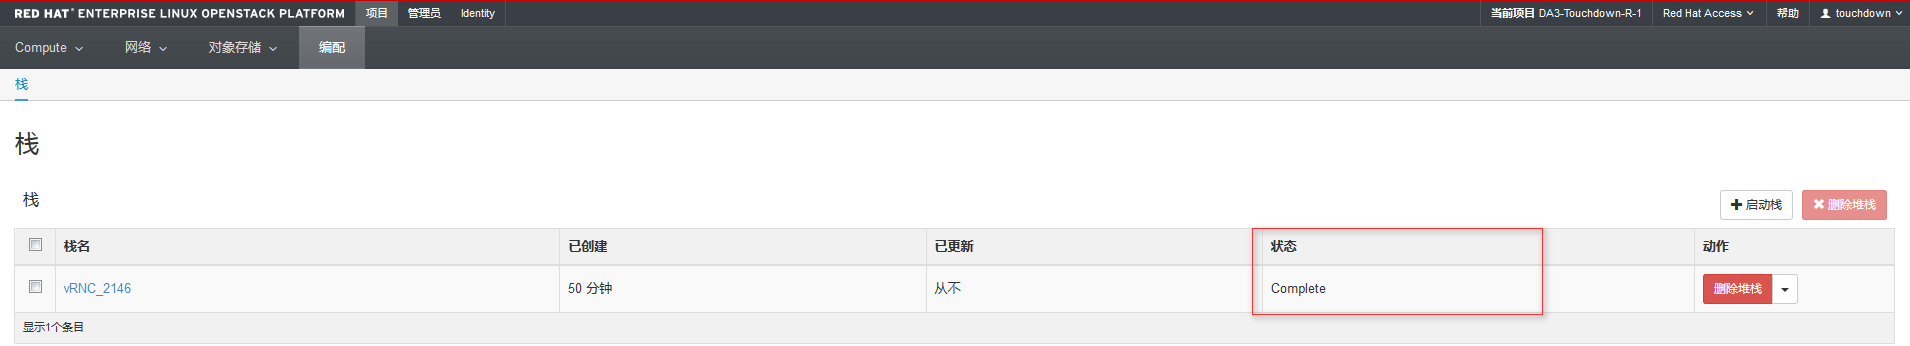 RED HAT® ENTERPRISE LINUX OPENSTACK PLATFORM 项目 管理员 Identity 当前项目 DA3-Touchdown-R-1 Red Hat Access 帮助 touchdown
Compute 网络 对象存储 编配
栈
栈
栈 启动栈 删除堆栈
栈名 已创建 已更新 状态 动作
vRNC_2146 50 分钟 从不 Complete 删除堆栈
显示1个条目